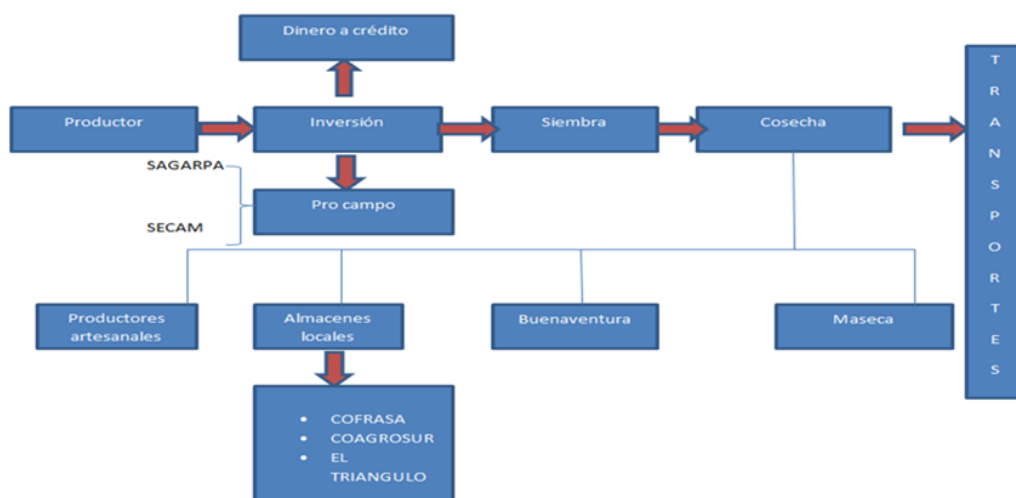 Dinero a crédito
Productor
Inversión
Siembra
Cosecha
TRANSPORTES
SAGARPA
Pro campo
SECAM
Productores
artesanales
Almacenes
locales
Buenaventura
Maseca
• COFRASA
• COAGROSUR
• EL
TRIANGULO